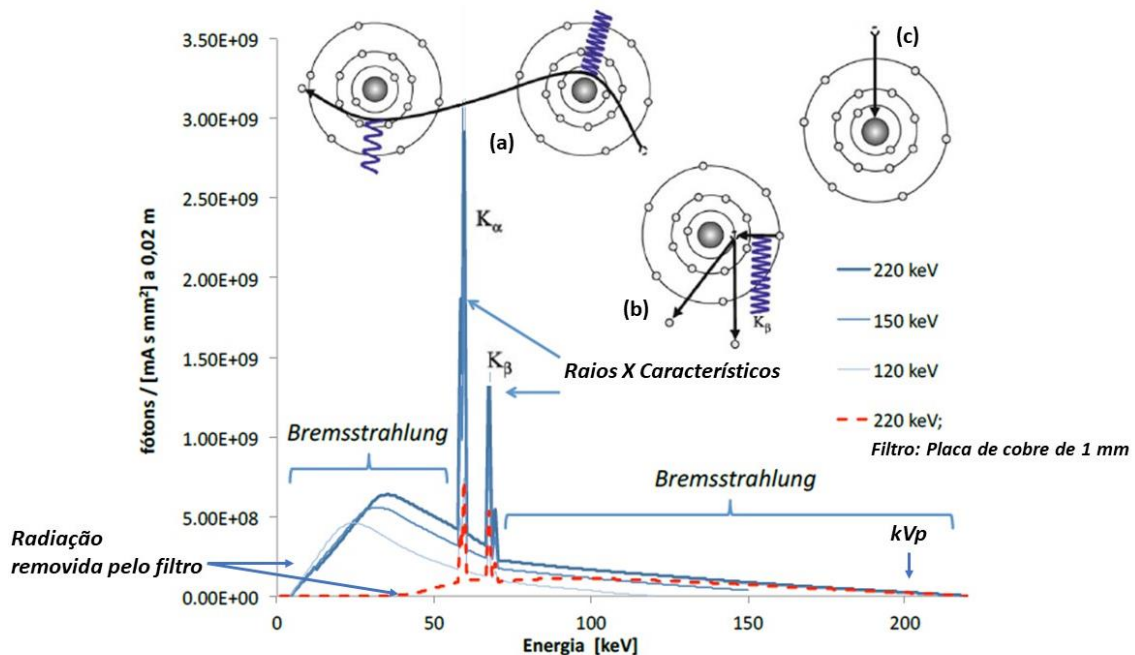 3.50E+09
3.00E+09
2.50E+09
2.00E+09
1.50E+09
1.00E+09
5.00E+08
0.00E+00
fótons / [mA s mm²] a 0,02 m
0
50
100
150
200
Energia [keV]
(a)
(b)
(c)
K𝛼
Kᵦ
Kᵦ
Raios X Característicos
Bremsstrahlung
Bremsstrahlung
kVp
Radiação
removida pelo filtro
220 keV
150 keV
120 keV
220 keV;
Filtro: Placa de cobre de 1 mm